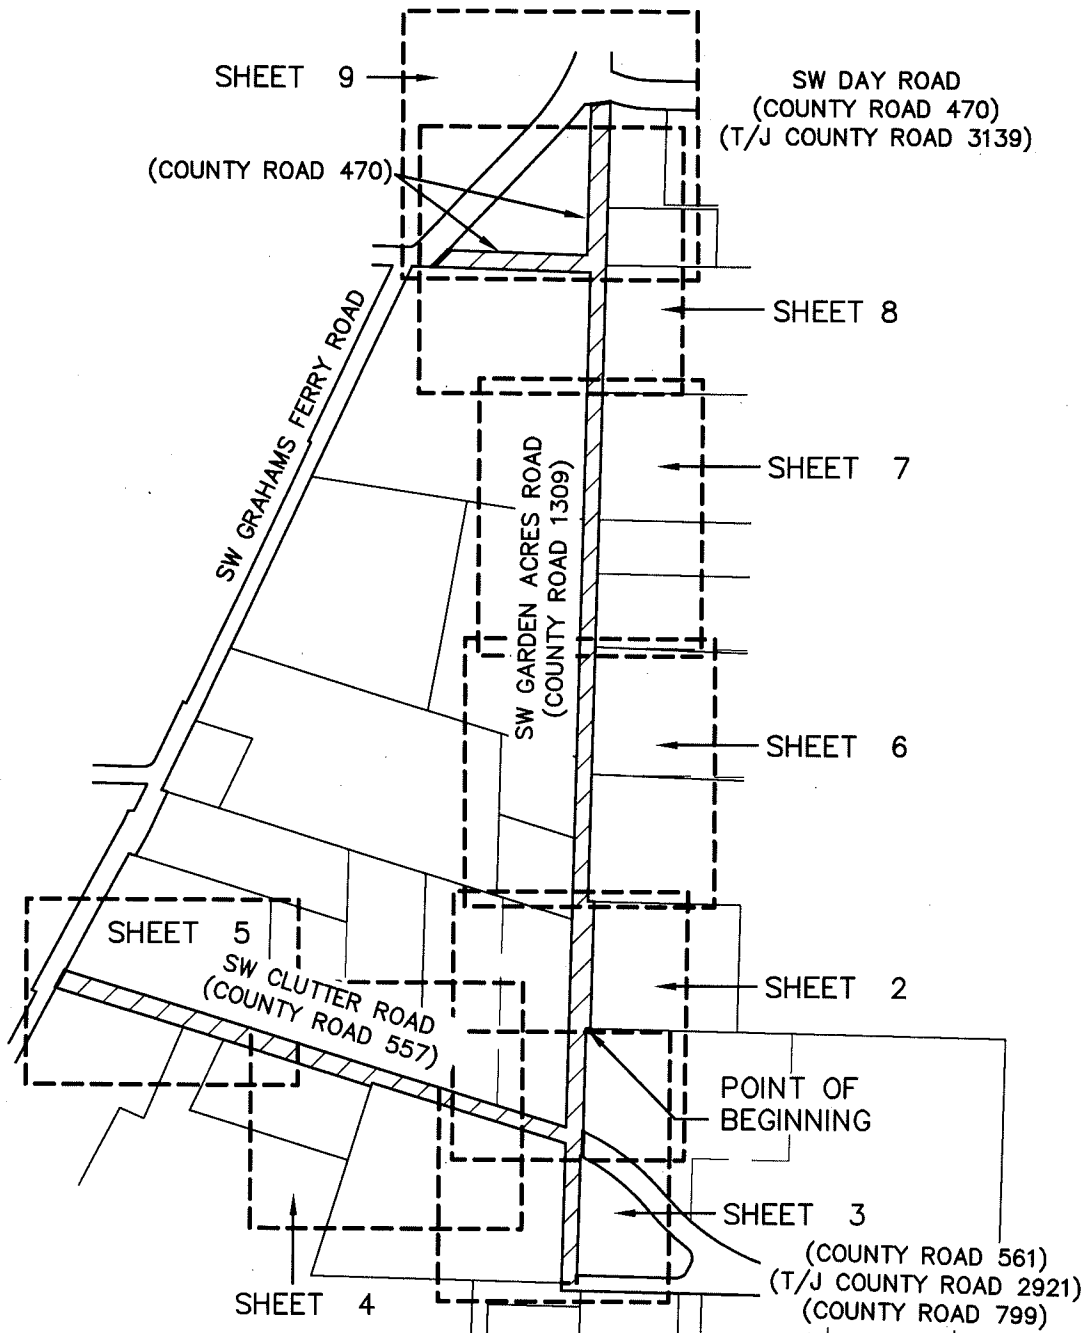 SHEET 9
SW DAY ROAD
(COUNTY ROAD 470)
(T/J COUNTY ROAD 3139)
(COUNTY ROAD 470)
SHEET 8
SW GRAHAMS FERRY ROAD
SHEET 7
SW GARDEN ACRES ROAD
(COUNTY ROAD 1309)
SHEET 6
SHEET 5
SW CLUTTER ROAD
(COUNTY ROAD 557)
SHEET 2
POINT OF
BEGINNING
SHEET 3
(COUNTY ROAD 561)
(T/J COUNTY ROAD 2921)
(COUNTY ROAD 799)
SHEET 4